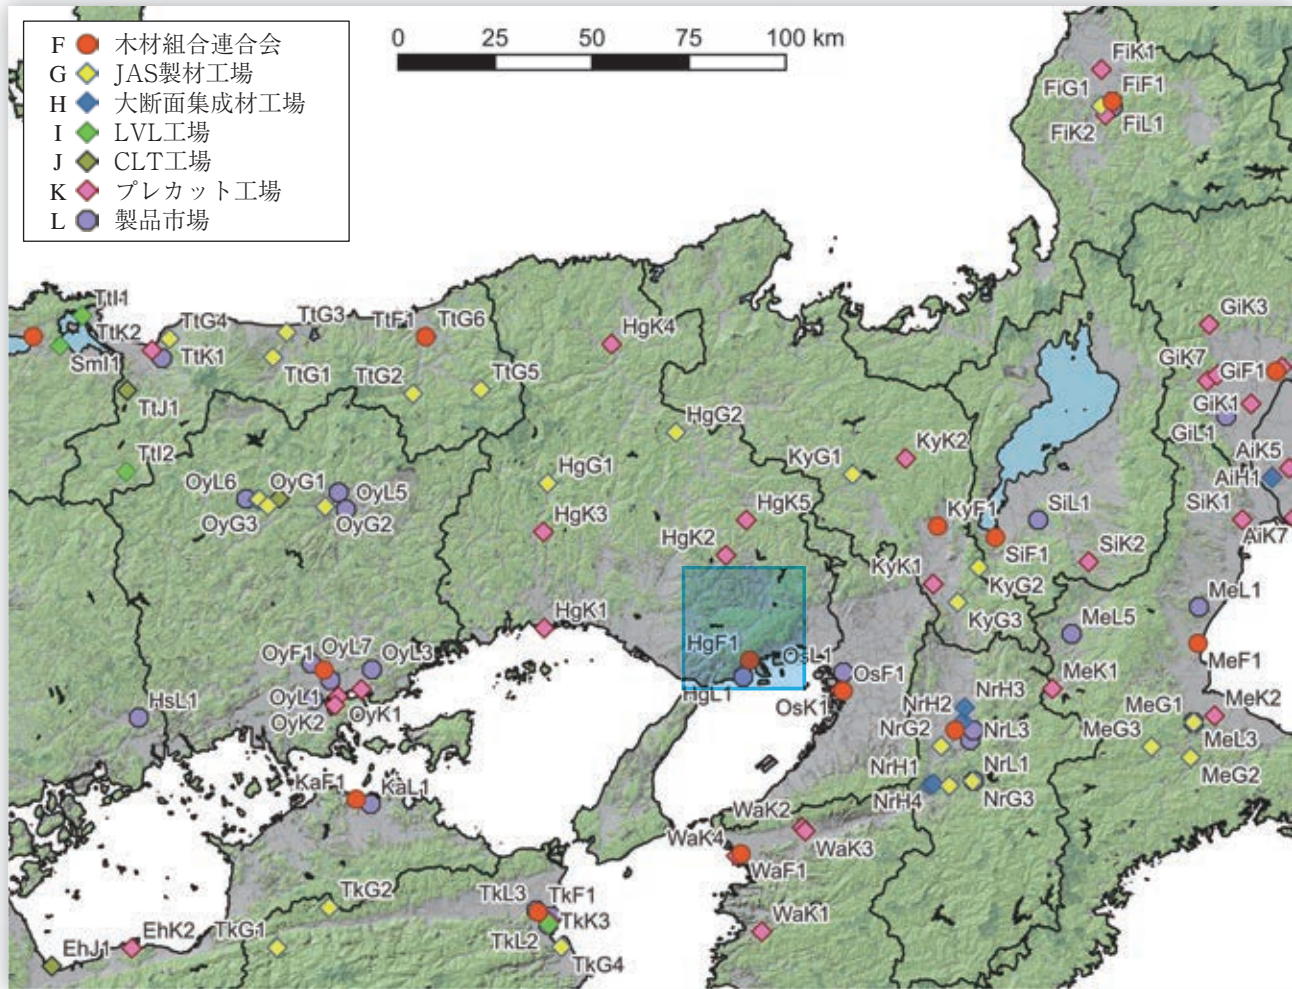 F 木材組合連合会
G JAS製材工場
H 大断面集成材工場
I LVL工場
J CLT工場
K プレカット工場
L 製品市場
0 25 50 75 100 km
FiK1
FiG1 FiF1
FiK2 FiL1
TtI1
TtK2 TtG4 TtG3 TtF1 TtG6
SmI1 TtK1 TtG1 TtG2 TtG5
HgK4
GiK3
GiK7 GiF1
GiK1
GiL1
TtJ1
TtI2
HgG2
KyG1 KyK2
AiK5
AiH1
OyL6 OyG1 OyL5
OyG3 OyG2
HgG1
HgK3
HgK5
HgK2
KyF1 SiL1
SiF1 SiK2
SiK1
AiK7
KyK1 KyG2
KyG3
HgK1
HgF1 OsL1
HgL1 OsF1
OsK1
MeL5 MeL1
MeF1
MeK1
OyF1 OyL7 OyL3
OyL1
OyK2 OyK1
HsL1
NrH3
NrH2
NrG2 NrL3
NrH1 NrL1
NrH4 NrG3
MeG1 MeK2
MeG3 MeL3
MeG2
KaF1 KaL1
WaK2
WaK4 WaK3
WaF1
WaK1
TkG2
TkG1
TkL3 TkF1
TkK3
TkL2
TkG4
EhJ1 EhK2